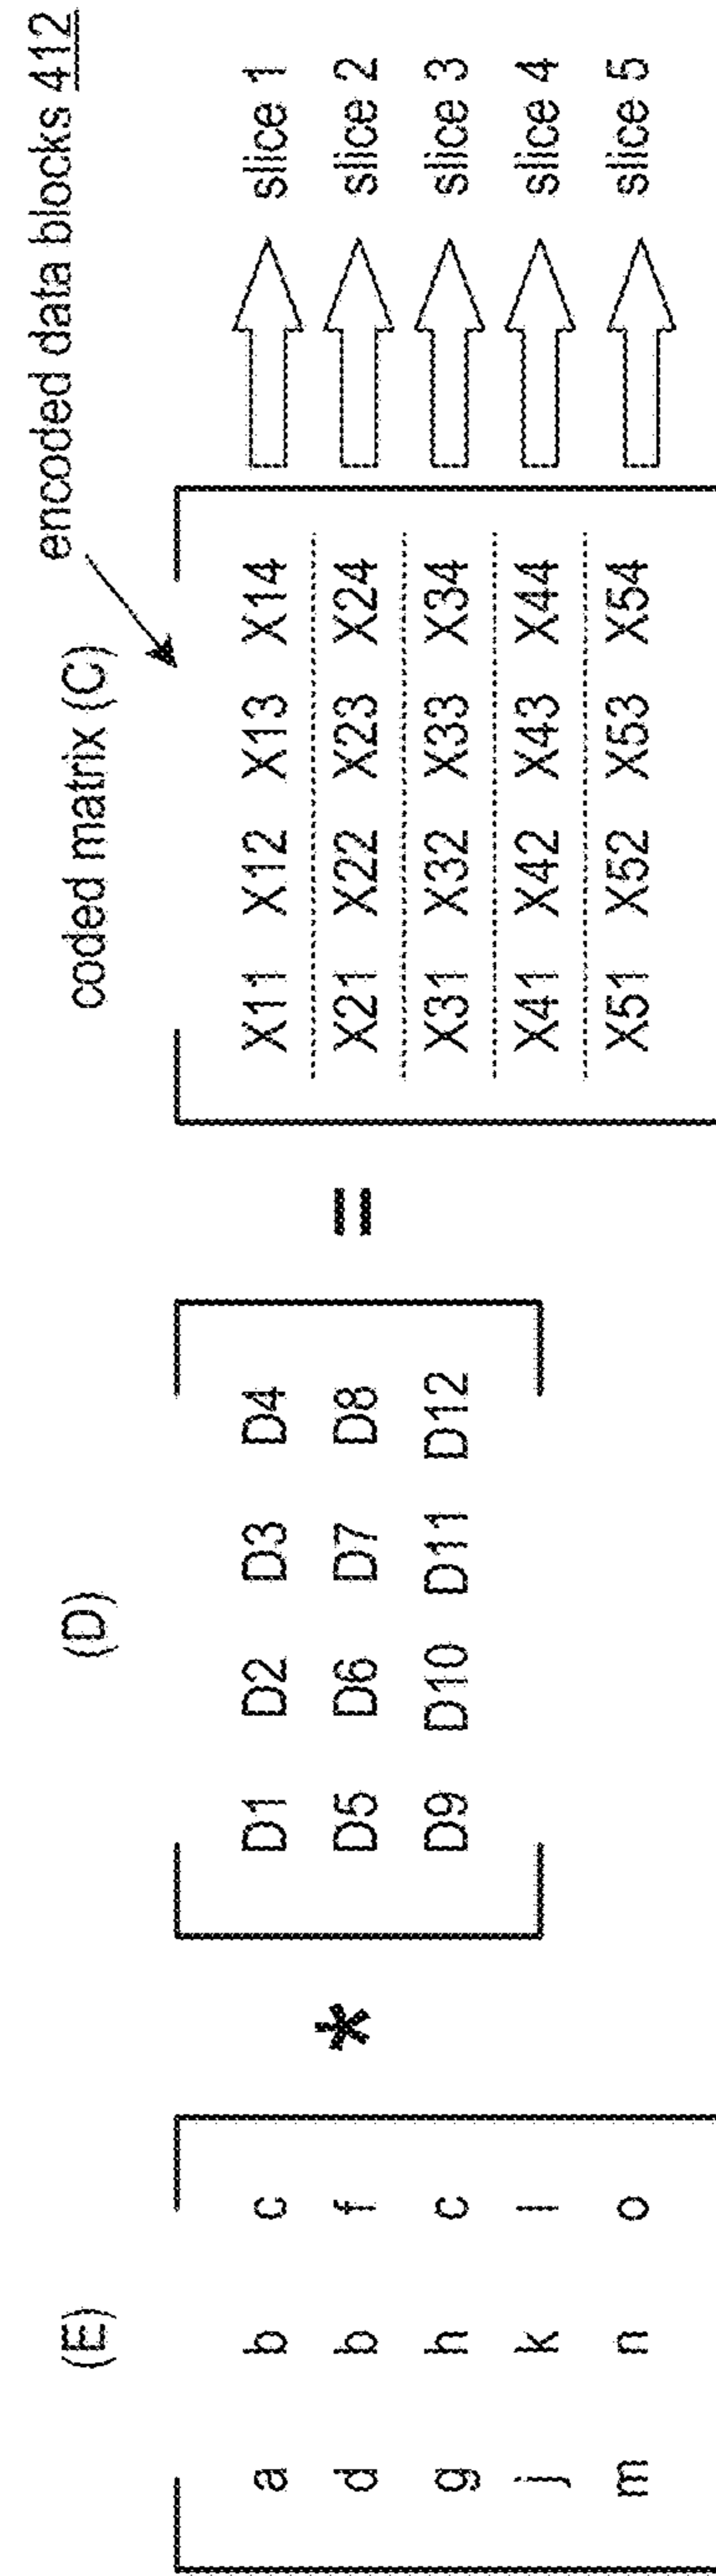 encoded data blocks 412
(E) (D) coded matrix (C)
a b c D1 D2 D3 D4 X11 X12 X13 X14 slice 1
d b f * D5 D6 D7 D8 = X21 X22 X23 X24 slice 2
g h c D9 D10 D11 D12 X31 X32 X33 X34 slice 3
j k l X41 X42 X43 X44 slice 4
m n o X51 X52 X53 X54 slice 5